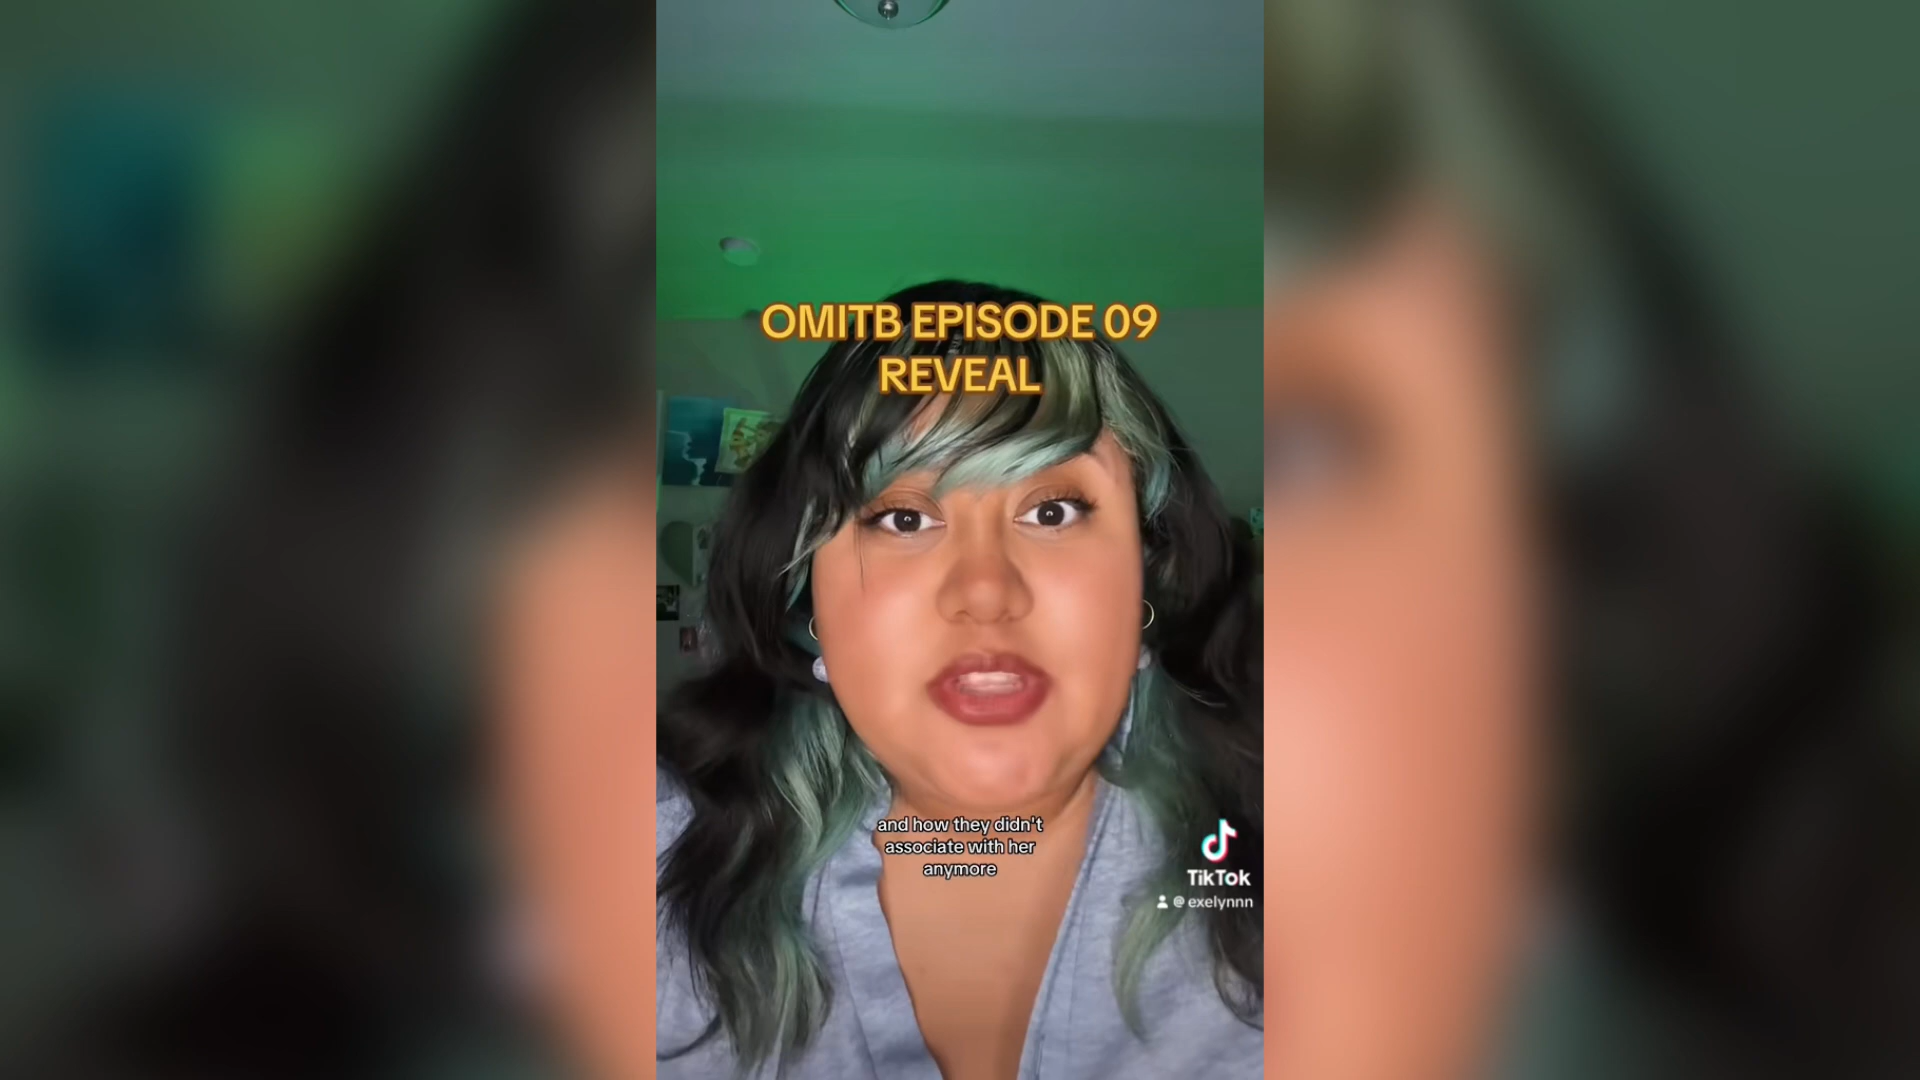 OMITB EPISODE 09
REVEAL
and how they didn't
associate with her
anymore
TikTok
@exelynnn